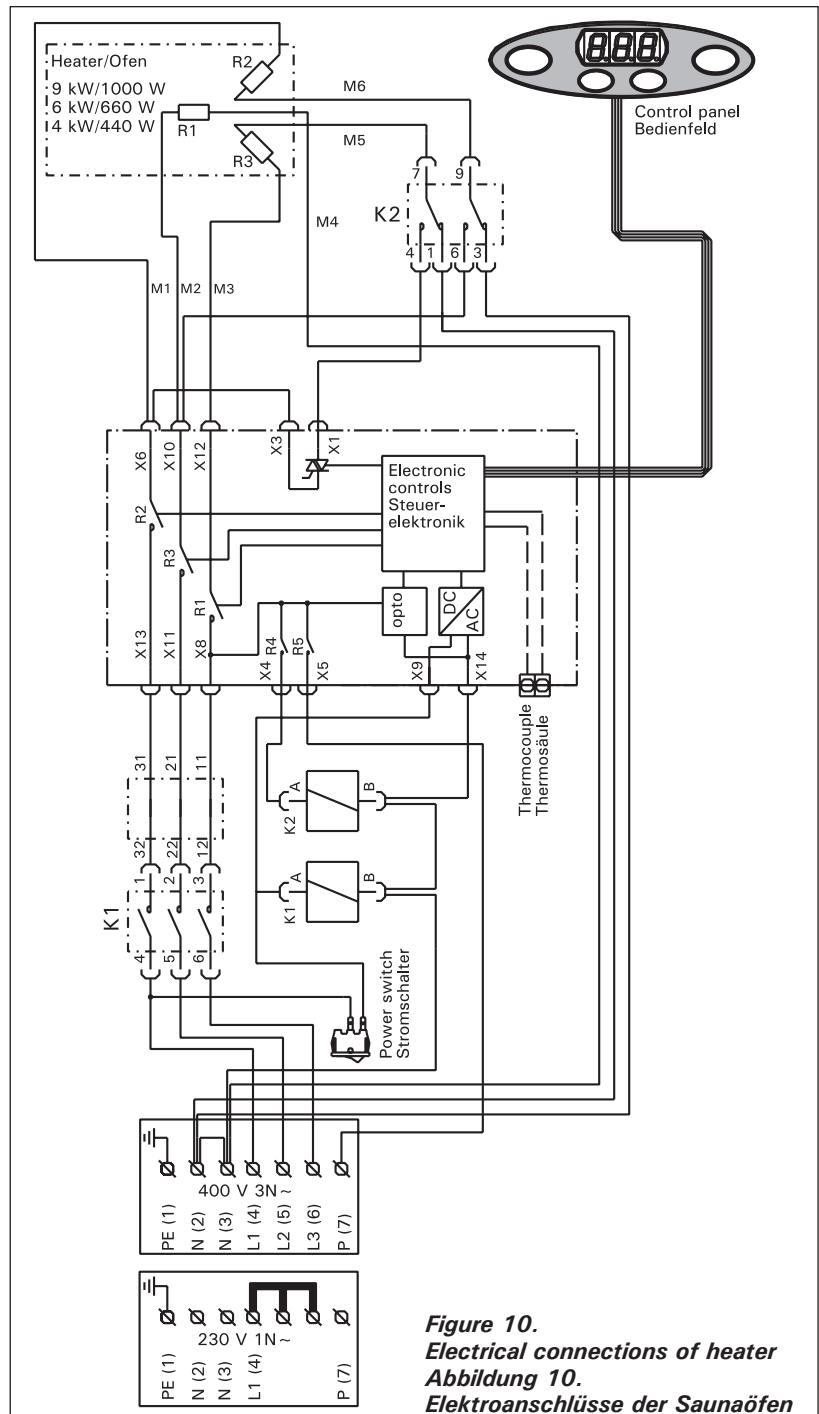 Heater/Ofen
9 kW/1000 W
6 kW/660 W
4 kW/440 W
R2
R1
R3
M6
M5
M4
8.8.8
Control panel
Bedienfeld
7
9
K2
4
1
6
3
M1
M2
M3
X6
X10
X12
X3
X1
Electronic
controls
Steuer-
elektronik
R2
R3
R1
opto
DC
AC
X13
X11
X8
R4
R5
X4
X5
X9
X14
Thermocouple
Thermosäule
31
21
11
32
22
12
A
B
K2
A
B
K1
1
2
3
K1
4
5
6
Power switch
Stromschalter
400 V 3N~
PE (1)
N (2)
N (3)
L1 (4)
L2 (5)
L3 (6)
P (7)
230 V 1N~
PE (1)
N (2)
N (3)
L1 (4)
P (7)
Figure 10.
Electrical connections of heater
Abbildung 10.
Elektroanschlüsse der Saunaöfen